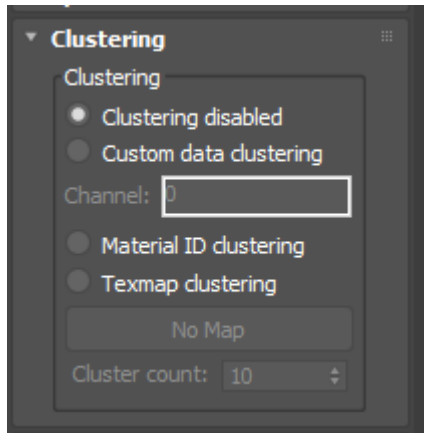 Clustering
Clustering
Clustering disabled
Custom data clustering
Channel: 0
Material ID clustering
Texmap clustering
No Map
Cluster count: 10